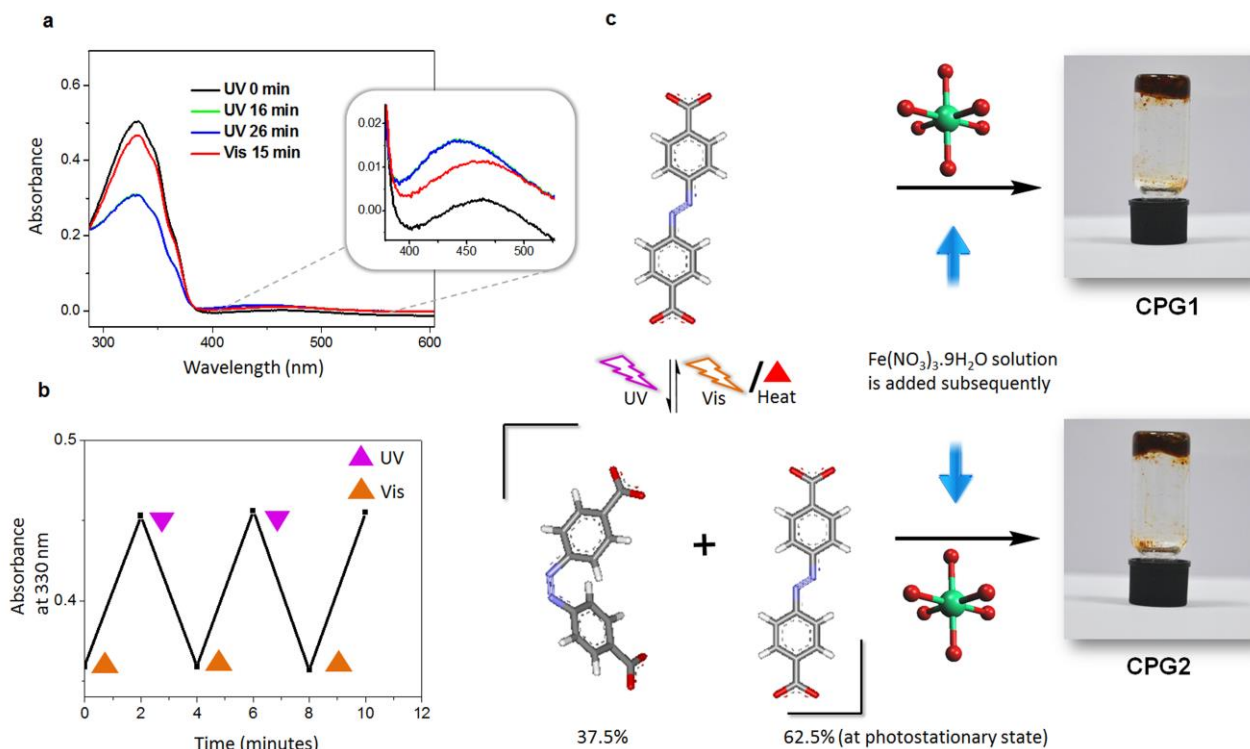 a
0.6
0.4
0.2
0.0
300
400
500
600
Absorbance
Wavelength (nm)
UV 0 min
UV 16 min
UV 26 min
Vis 15 min
0.02
0.01
0.00
400
450
500
b
0.5
0.4
0
2
4
6
8
10
12
Absorbance
at 330 nm
Time (minutes)
UV
Vis
c
CPG1
UV
Vis
/
Heat
Fe(NO₃)₃.9H₂O solution
is added subsequently
+
CPG2
37.5%
62.5% (at photostationary state)